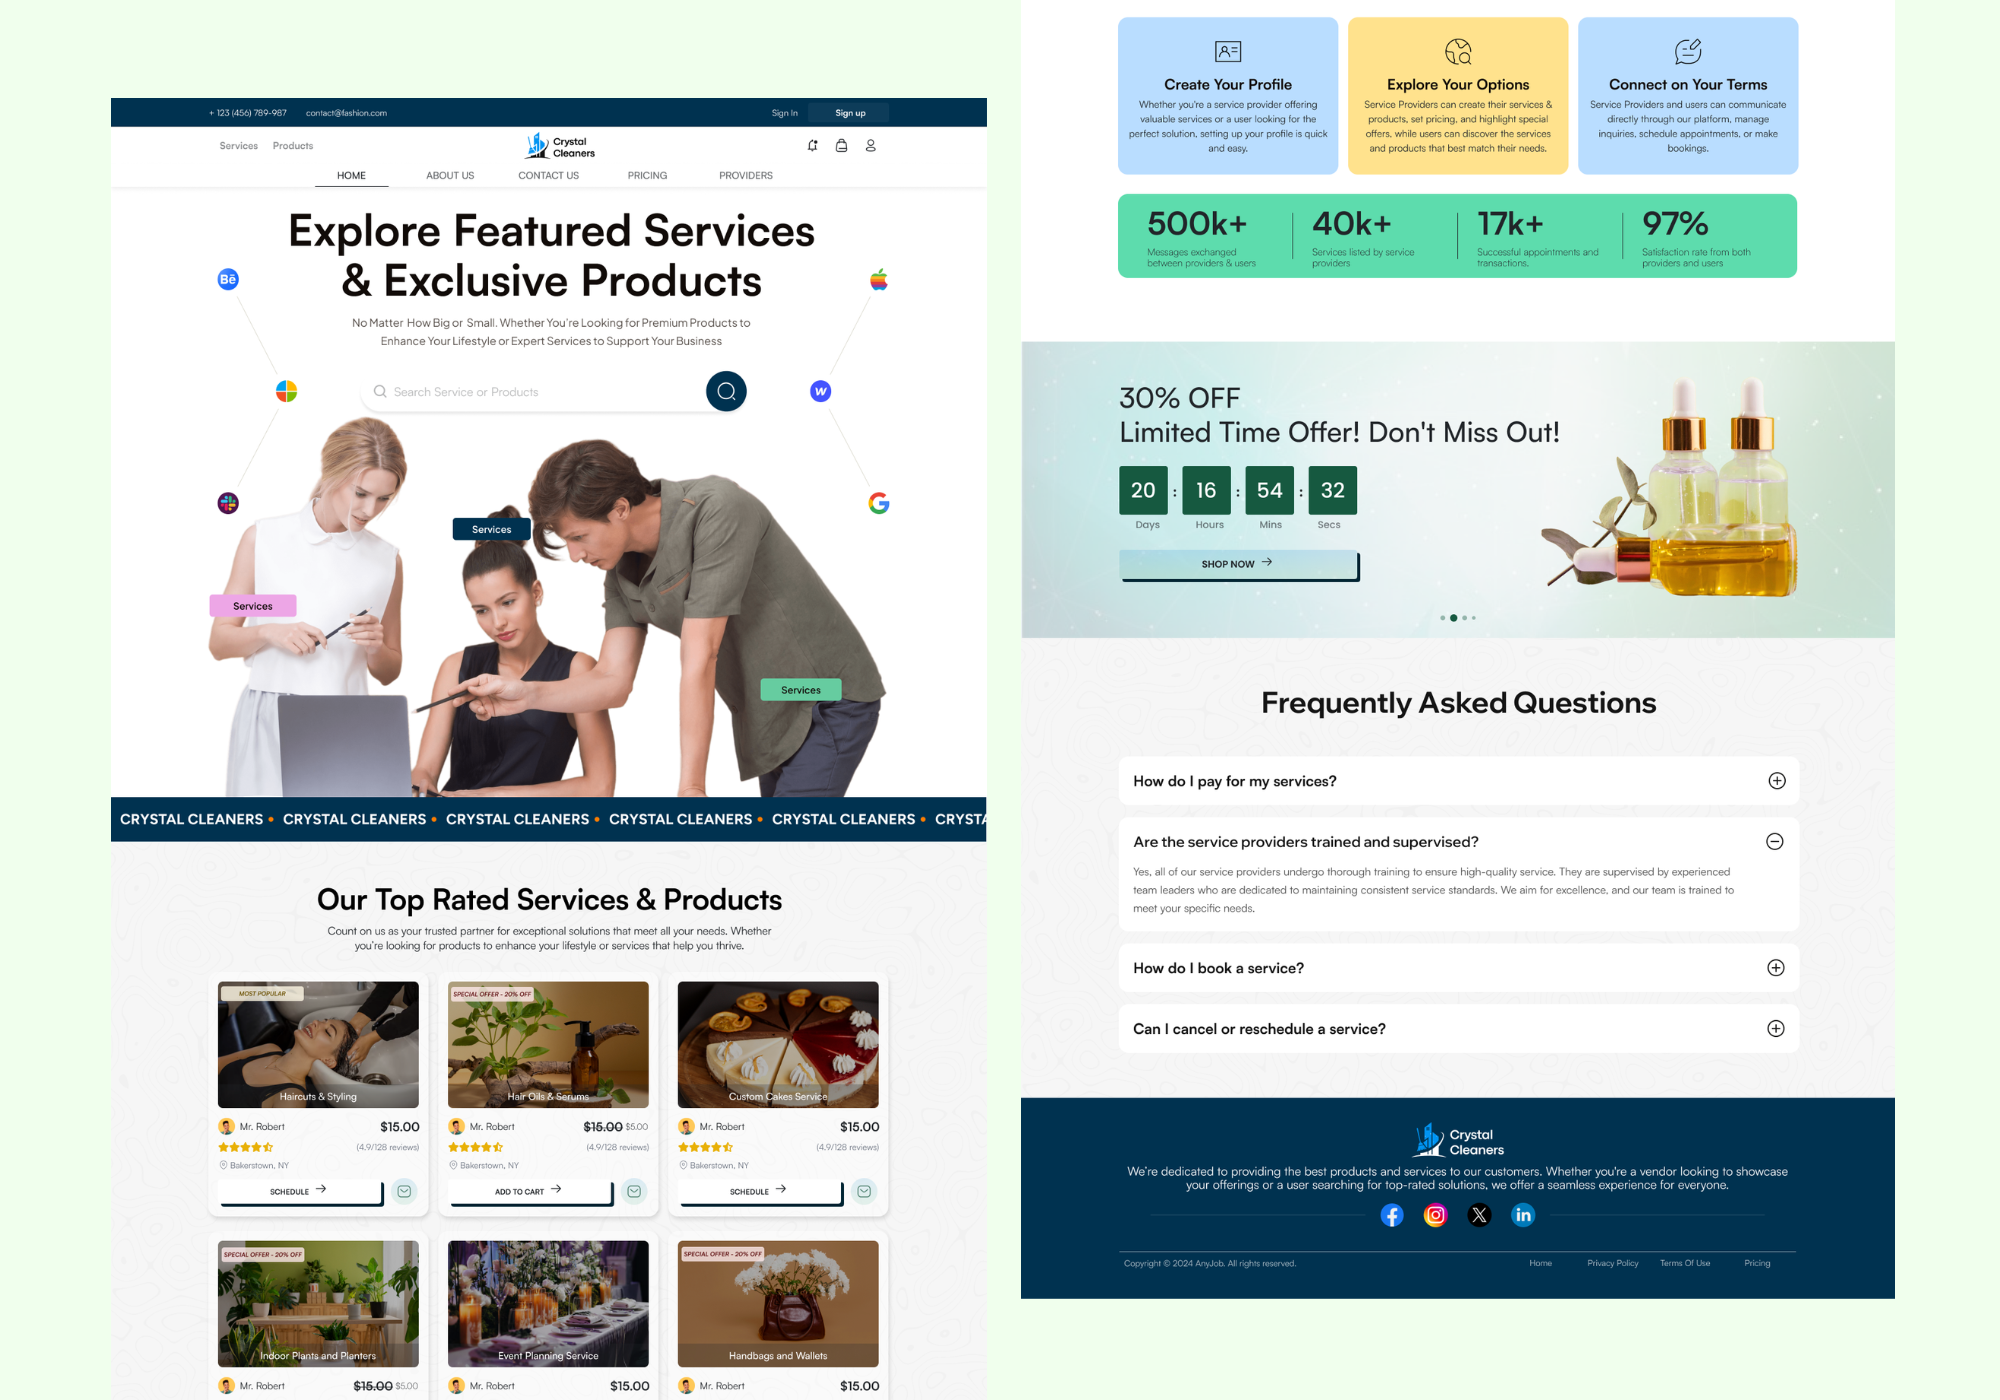 + 123 (456) 789-987 contact@fashion.com Sign In Sign up
Services Products
Crystal
Cleaners
HOME ABOUT US CONTACT US PRICING PROVIDERS
Explore Featured Services
& Exclusive Products
No Matter How Big or Small. Whether You're Looking for Premium Products to
Enhance Your Lifestyle or Expert Services to Support Your Business
Search Service or Products
Bē
W
Services
Services
Services
CRYSTAL CLEANERS • CRYSTAL CLEANERS • CRYSTAL CLEANERS • CRYSTAL CLEANERS • CRYSTAL CLEANERS • CRYSTA
Our Top Rated Services & Products
Count on us as your trusted partner for exceptional solutions that meet all your needs. Whether
you're looking for products to enhance your lifestyle or services that help you thrive.
MOST POPULAR
Haircuts & Styling
Mr. Robert $15.00
(4.9/128 reviews)
Bakerstown, NY
SCHEDULE
SPECIAL OFFER - 20% OFF
Hair Oils & Serums
Mr. Robert $15.00 $5.00
(4.9/128 reviews)
Bakerstown, NY
ADD TO CART
Custom Cakes Service
Mr. Robert $15.00
(4.9/128 reviews)
Bakerstown, NY
SCHEDULE
SPECIAL OFFER - 20% OFF
Indoor Plants and Planters
Mr. Robert $15.00 $5.00
Event Planning Service
Mr. Robert $15.00
SPECIAL OFFER - 20% OFF
Handbags and Wallets
Mr. Robert $15.00
Create Your Profile
Whether you're a service provider offering
valuable services or a user looking for the
perfect solution, setting up your profile is quick
and easy.
Explore Your Options
Service Providers can create their services &
products, set pricing, and highlight special
offers, while users can discover the services
and products that best match their needs.
Connect on Your Terms
Service Providers and users can communicate
directly through our platform, manage
inquiries, schedule appointments, or make
bookings.
500k+
Messages exchanged
between providers & users
40k+
Services listed by service
providers
17k+
Successful appointments and
transactions.
97%
Satisfaction rate from both
providers and users
30% OFF
Limited Time Offer! Don't Miss Out!
20 : 16 : 54 : 32
Days Hours Mins Secs
SHOP NOW
Frequently Asked Questions
How do I pay for my services?
Are the service providers trained and supervised?
Yes, all of our service providers undergo thorough training to ensure high-quality service. They are supervised by experienced
team leaders who are dedicated to maintaining consistent service standards. We aim for excellence, and our team is trained to
meet your specific needs.
How do I book a service?
Can I cancel or reschedule a service?
Crystal
Cleaners
We're dedicated to providing the best products and services to our customers. Whether you're a vendor looking to showcase
your offerings or a user searching for top-rated solutions, we offer a seamless experience for everyone.
Copyright © 2024 AnyJob. All rights reserved. Home Privacy Policy Terms Of Use Pricing